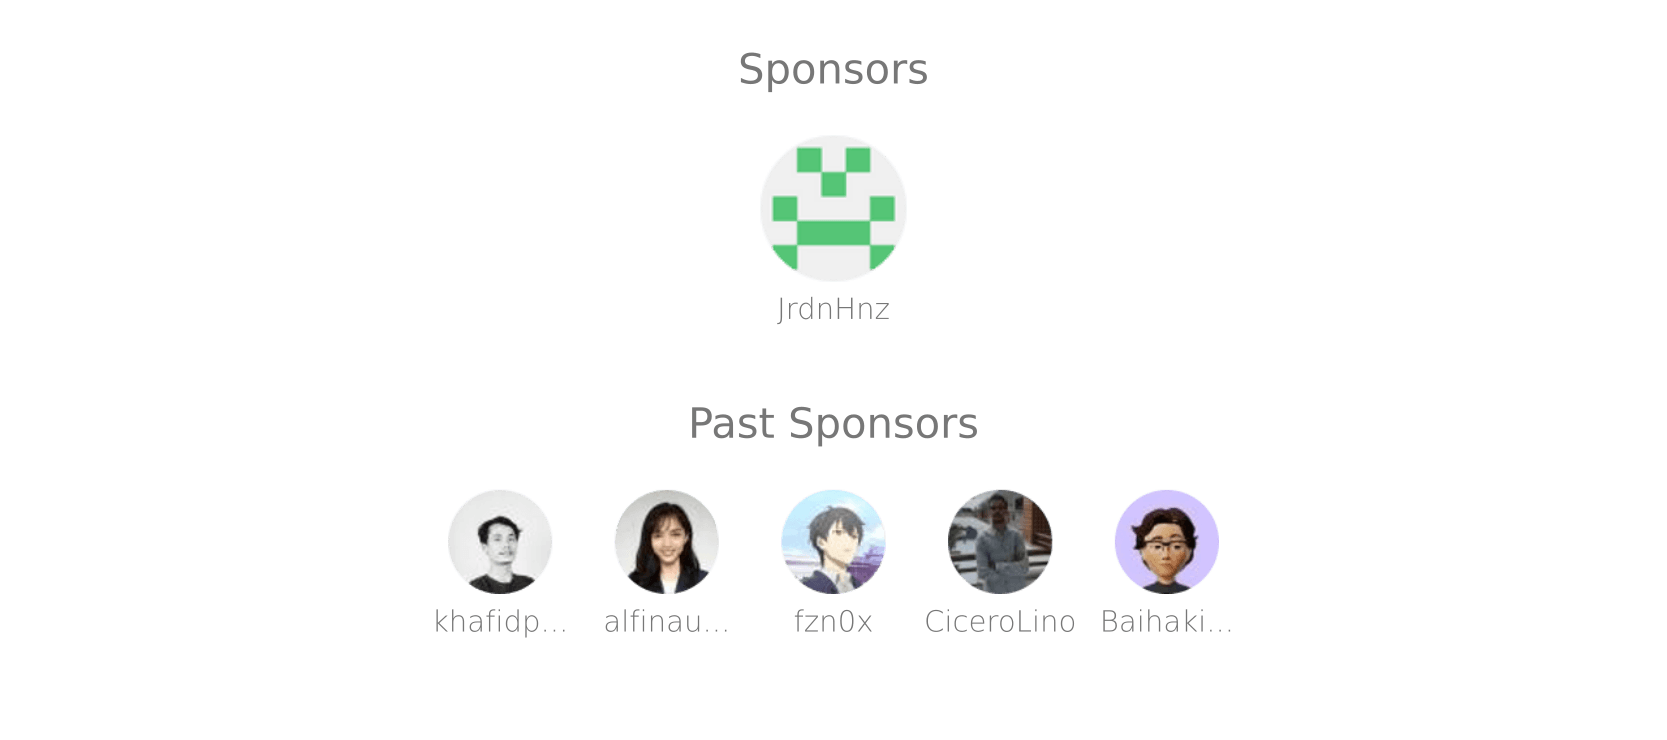 Sponsors
JrdnHnz
Past Sponsors
khafidp... alfinau... fzn0x CiceroLino Baihaki...